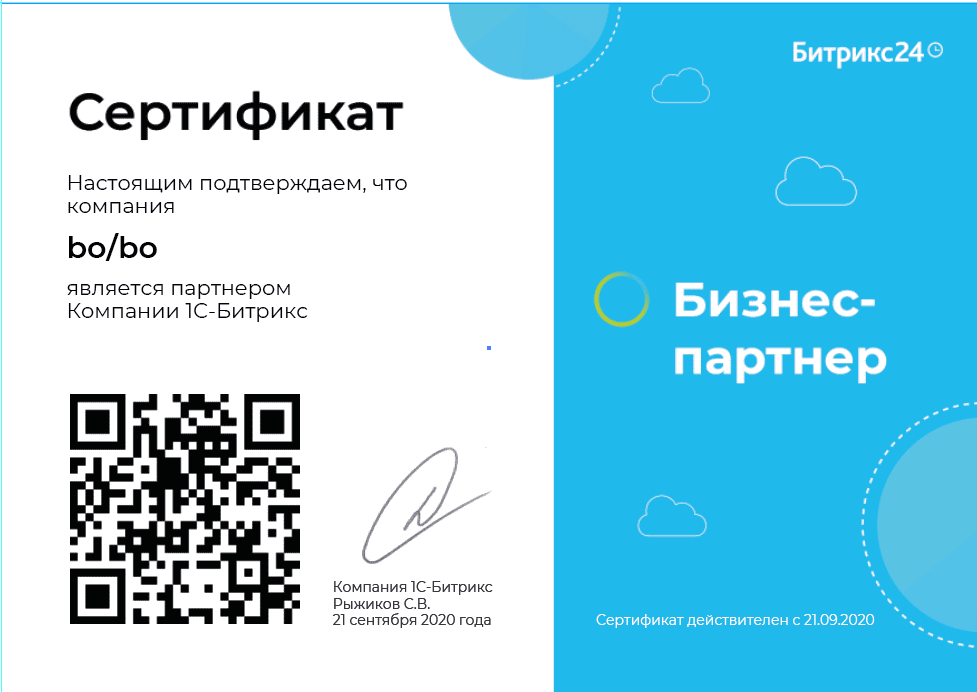 Сертификат
Настоящим подтверждаем, что
компания
bo/bo
является партнером
Компании 1С-Битрикс
Компания 1С-Битрикс
Рыжиков С.В.
21 сентября 2020 года
Битрикс24
Бизнес-
партнер
Сертификат действителен с 21.09.2020